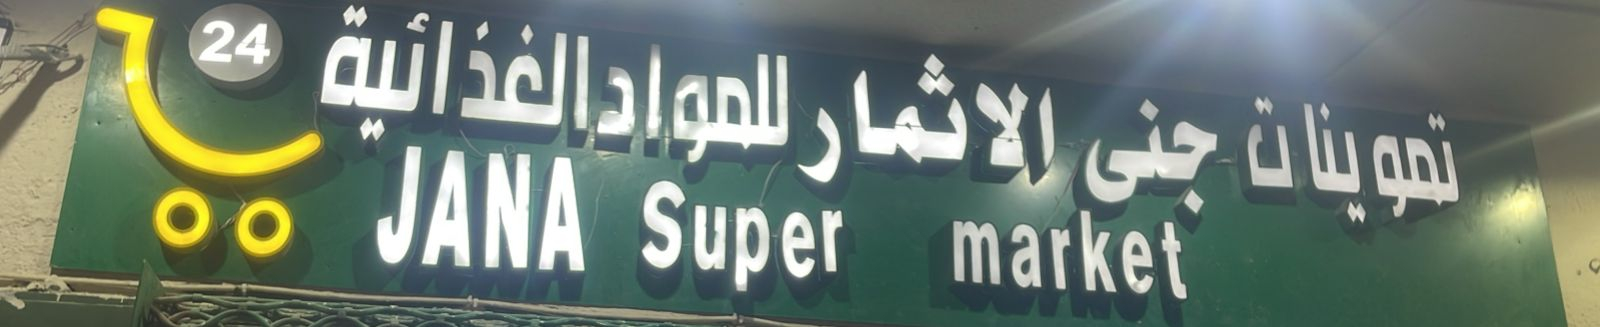 24
تموينات جنى الاثمار للمواد الغذائية
JANA Super market